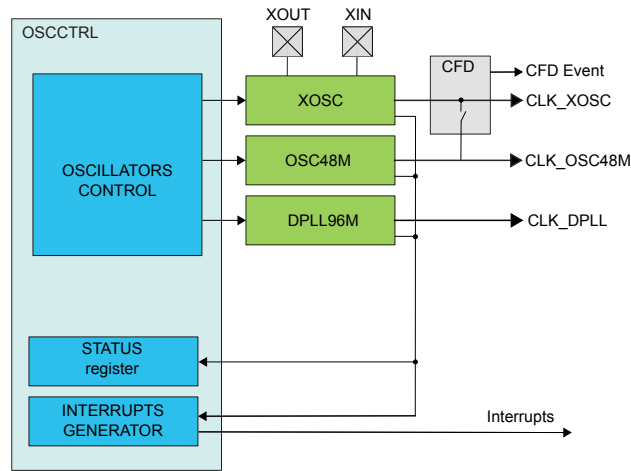 XOUT
XIN
OSCCTRL
OSCILLATORS
CONTROL
XOSC
CFD
CFD Event
CLK_XOSC
OSC48M
CLK_OSC48M
DPLL96M
CLK_DPLL
STATUS
register
INTERRUPTS
GENERATOR
Interrupts